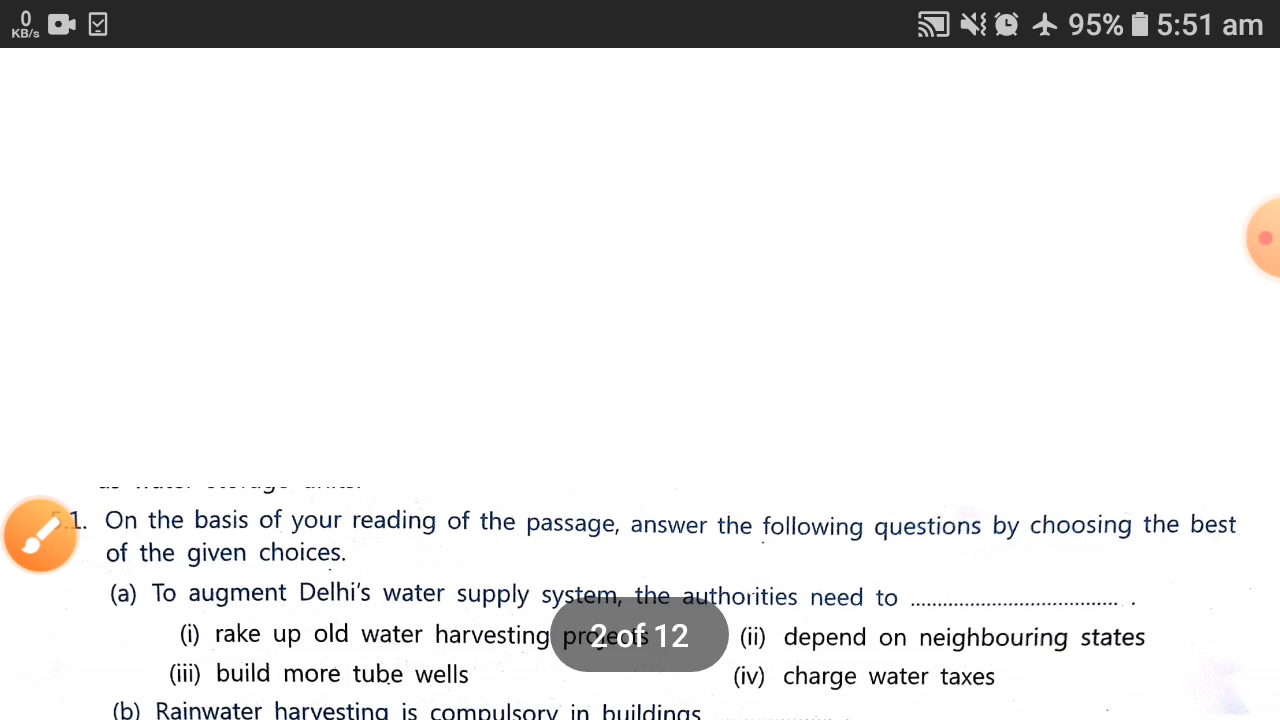 0
KB/s
95% 5:51 am
.1. On the basis of your reading of the passage, answer the following questions by choosing the best
of the given choices.
(a) To augment Delhi's water supply system, the authorities need to .................................... .
(i) rake up old water harvesting projects (ii) depend on neighbouring states
2 of 12
(iii) build more tube wells (iv) charge water taxes
(b) Rainwater harvesting is compulsory in buildings .................. .